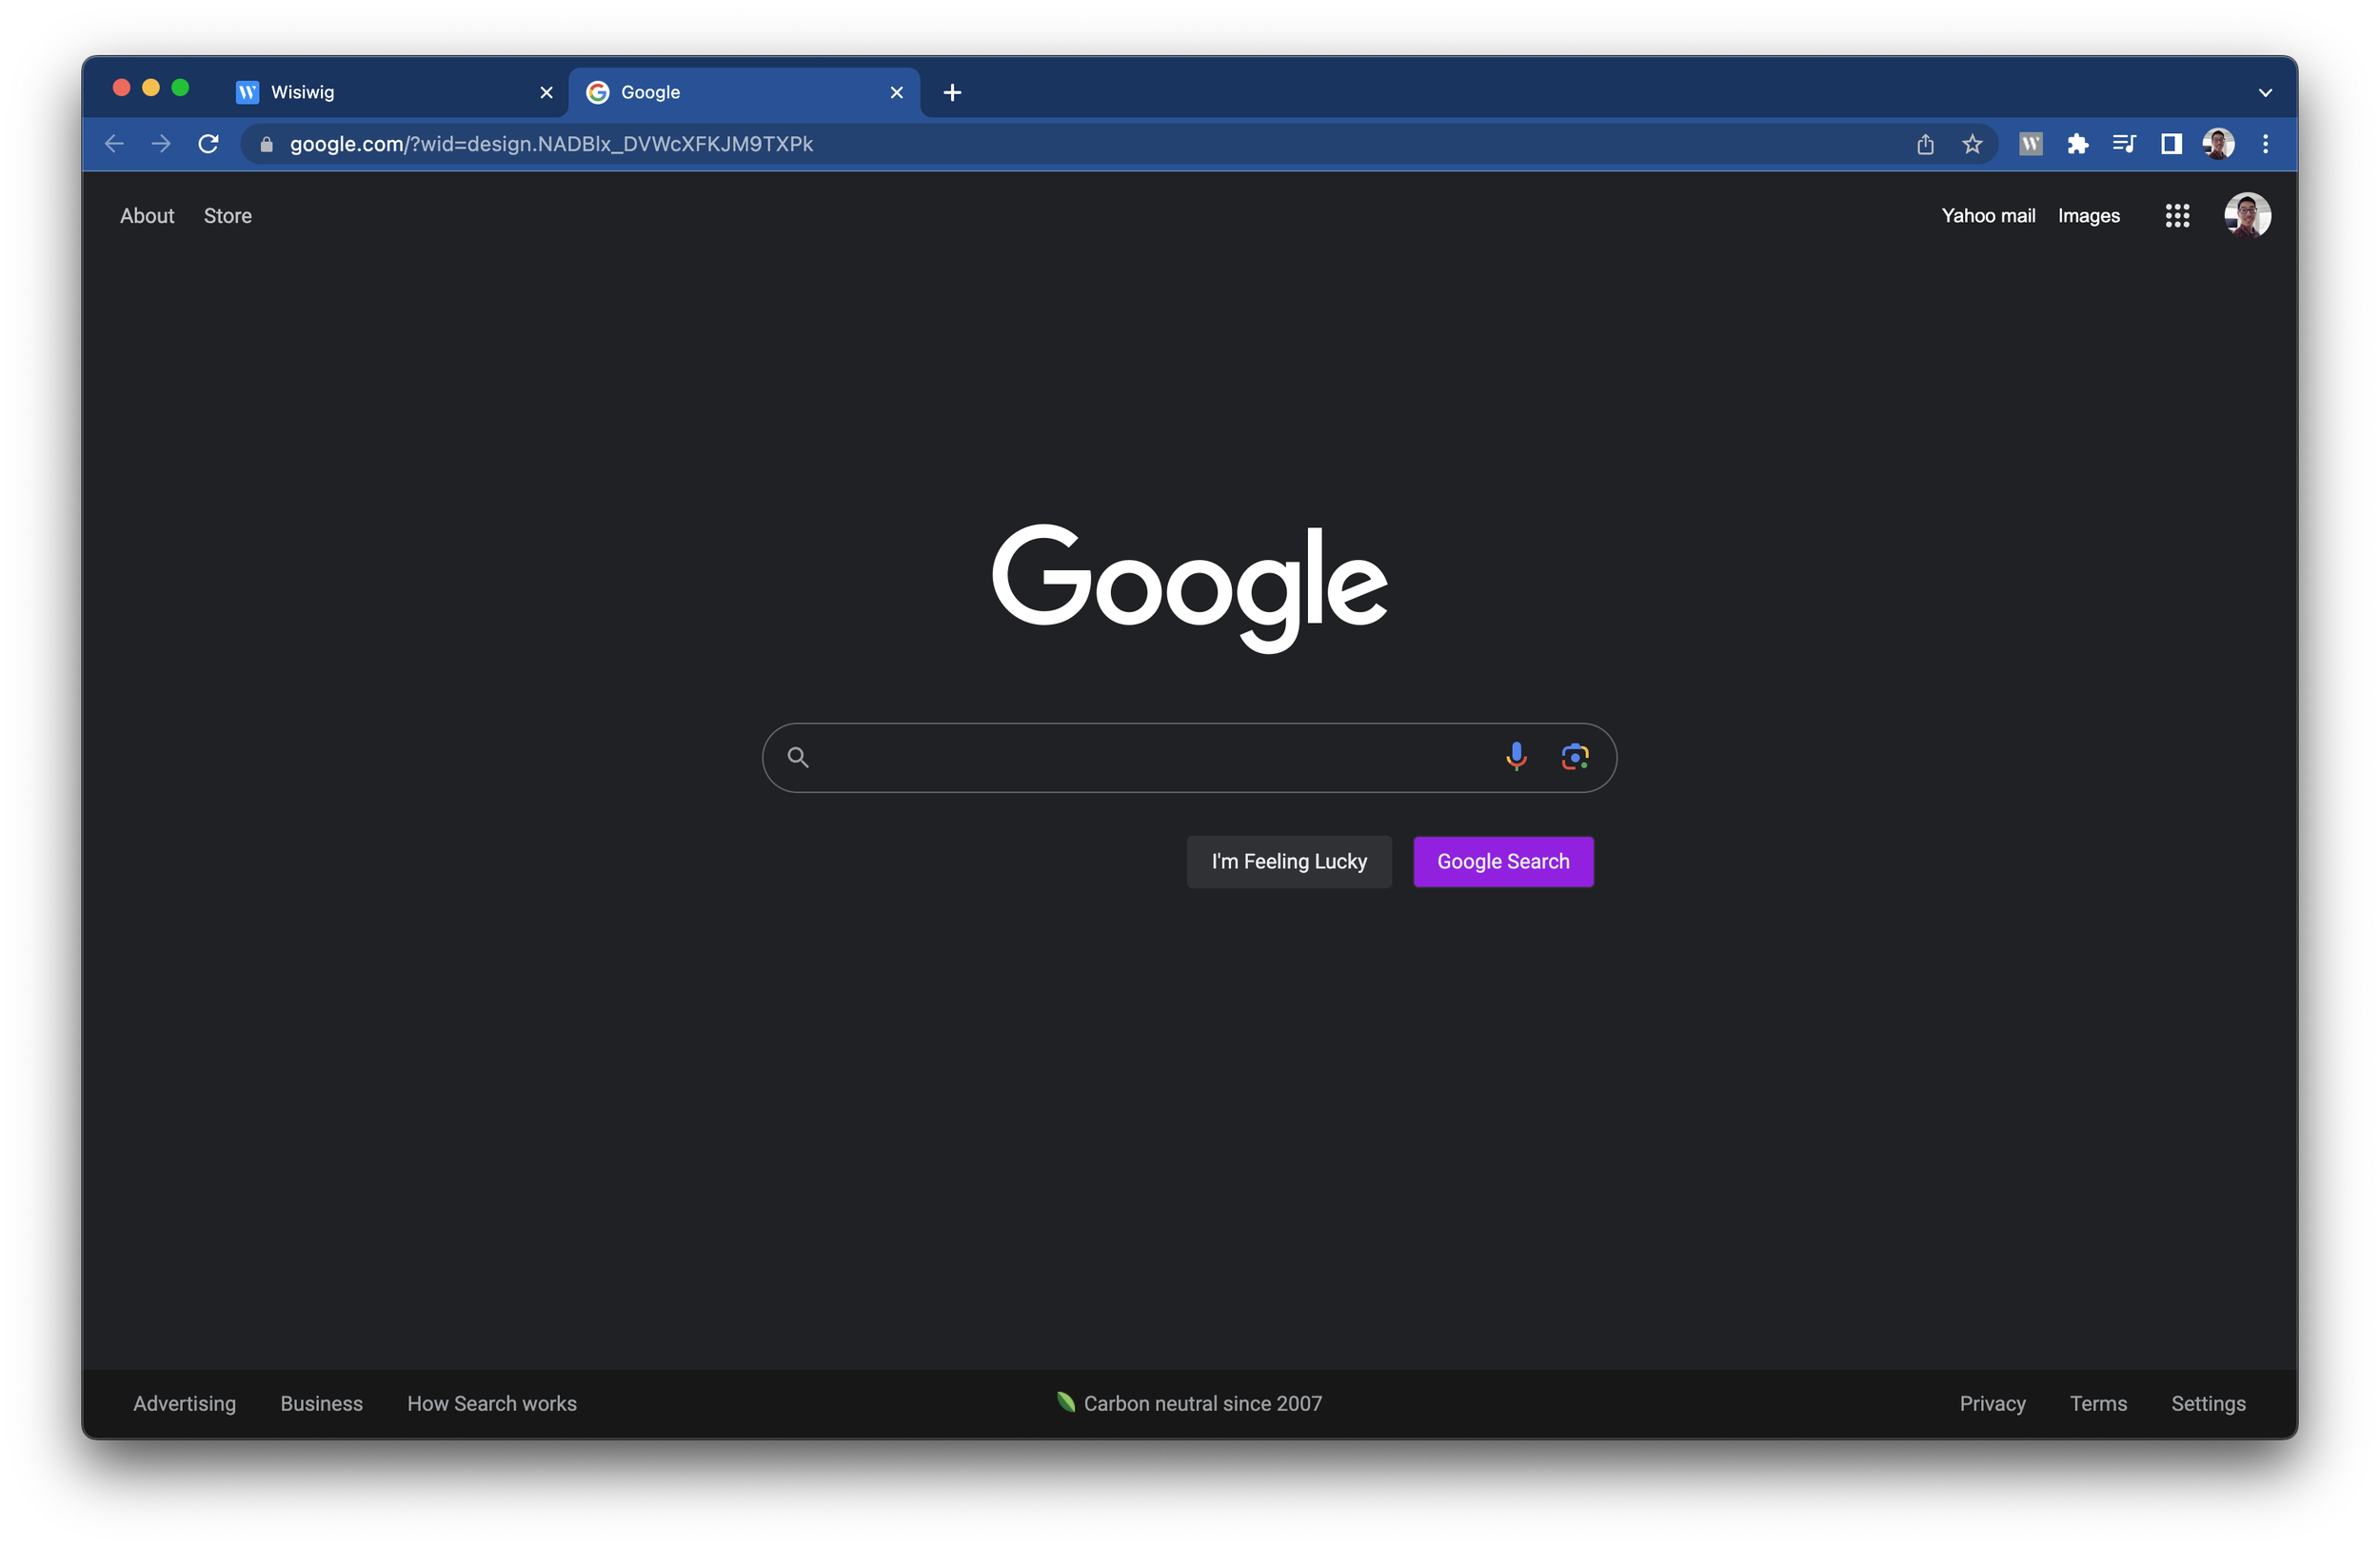 Wisiwig
Google
google.com/?wid=design.NADBlx_DVWcXFKJM9TXPk
About Store
Yahoo mail Images
Google
I'm Feeling Lucky
Google Search
Advertising Business How Search works
Carbon neutral since 2007
Privacy Terms Settings